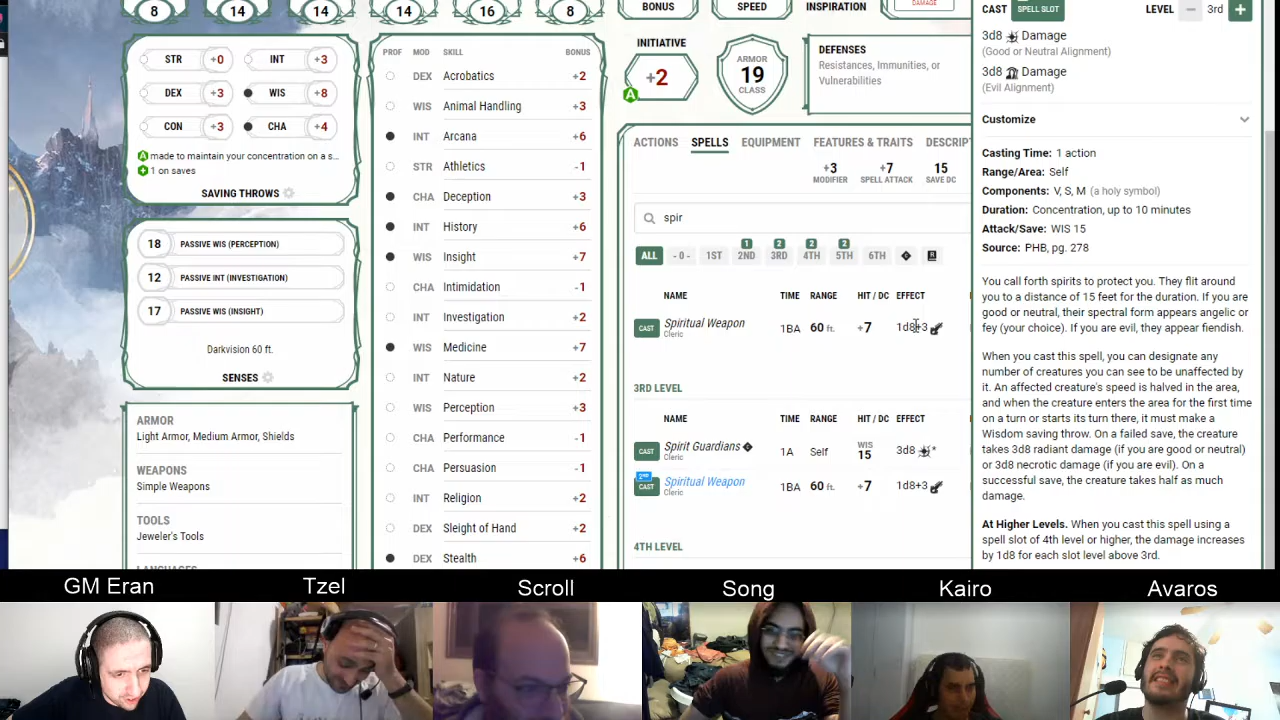 8
14
14
14
16
8
BONUS
SPEED
INSPIRATION
DAMAGE
STR +0 INT +3
DEX +3 WIS +8
CON +3 CHA +4
made to maintain your concentration on a s...
1 on saves
SAVING THROWS
18 PASSIVE WIS (PERCEPTION)
12 PASSIVE INT (INVESTIGATION)
17 PASSIVE WIS (INSIGHT)
Darkvision 60 ft.
SENSES
ARMOR
Light Armor, Medium Armor, Shields
WEAPONS
Simple Weapons
TOOLS
Jeweler's Tools
PROF MOD SKILL BONUS
DEX Acrobatics +2
WIS Animal Handling +3
INT Arcana +6
STR Athletics -1
CHA Deception +3
INT History +6
WIS Insight +7
CHA Intimidation -1
INT Investigation +2
WIS Medicine +7
INT Nature +2
WIS Perception +3
CHA Performance -1
CHA Persuasion -1
INT Religion +2
DEX Sleight of Hand +2
DEX Stealth +6
INITIATIVE
+2
A
ARMOR
19
CLASS
DEFENSES
Resistances, Immunities, or
Vulnerabilities
ACTIONS SPELLS EQUIPMENT FEATURES & TRAITS DESCRIPT
+3 +7 15
MODIFIER SPELL ATTACK SAVE DC
spir
1 2 2 2
ALL - 0 - 1ST 2ND 3RD 4TH 5TH 6TH
NAME TIME RANGE HIT / DC EFFECT
CAST Spiritual Weapon 1BA 60 ft. +7 1d8+3
Cleric
3RD LEVEL
NAME TIME RANGE HIT / DC EFFECT
CAST Spirit Guardians 1A Self WIS 15 3d8 *
Cleric
2ND
CAST Spiritual Weapon 1BA 60 ft. +7 1d8+3
Cleric
4TH LEVEL
CAST SPELL SLOT LEVEL − 3rd +
3d8 Damage
(Good or Neutral Alignment)
3d8 Damage
(Evil Alignment)
Customize
Casting Time: 1 action
Range/Area: Self
Components: V, S, M (a holy symbol)
Duration: Concentration, up to 10 minutes
Attack/Save: WIS 15
Source: PHB, pg. 278
You call forth spirits to protect you. They flit around
you to a distance of 15 feet for the duration. If you are
good or neutral, their spectral form appears angelic or
fey (your choice). If you are evil, they appear fiendish.
When you cast this spell, you can designate any
number of creatures you can see to be unaffected by
it. An affected creature's speed is halved in the area,
and when the creature enters the area for the first time
on a turn or starts its turn there, it must make a
Wisdom saving throw. On a failed save, the creature
takes 3d8 radiant damage (if you are good or neutral)
or 3d8 necrotic damage (if you are evil). On a
successful save, the creature takes half as much
damage.
At Higher Levels. When you cast this spell using a
spell slot of 4th level or higher, the damage increases
by 1d8 for each slot level above 3rd.
GM Eran
Tzel
Scroll
Song
Kairo
Avaros